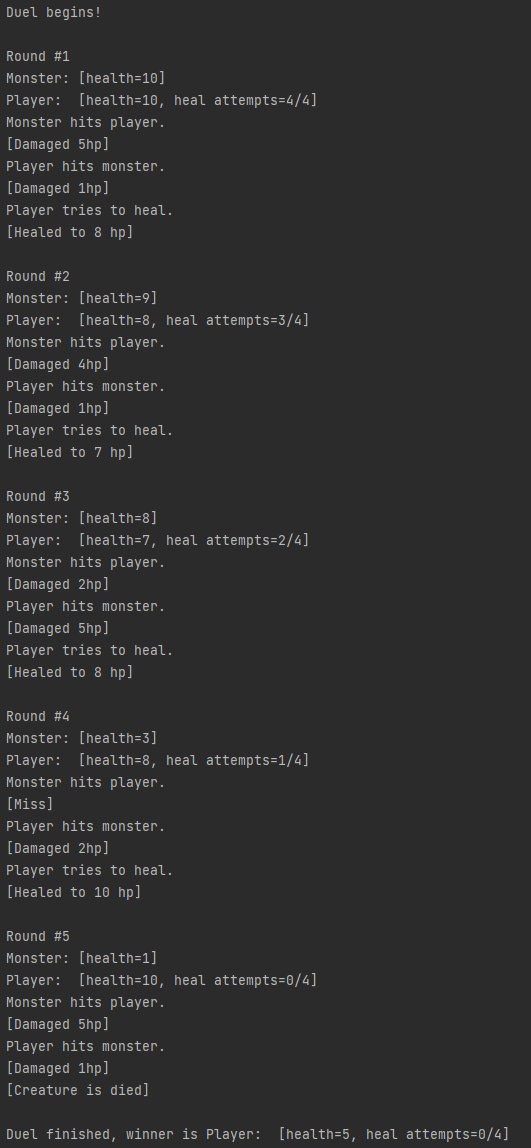 Duel begins!
Round #1
Monster: [health=10]
Player:  [health=10, heal attempts=4/4]
Monster hits player.
[Damaged 5hp]
Player hits monster.
[Damaged 1hp]
Player tries to heal.
[Healed to 8 hp]
Round #2
Monster: [health=9]
Player:  [health=8, heal attempts=3/4]
Monster hits player.
[Damaged 4hp]
Player hits monster.
[Damaged 1hp]
Player tries to heal.
[Healed to 7 hp]
Round #3
Monster: [health=8]
Player:  [health=7, heal attempts=2/4]
Monster hits player.
[Damaged 2hp]
Player hits monster.
[Damaged 5hp]
Player tries to heal.
[Healed to 8 hp]
Round #4
Monster: [health=3]
Player:  [health=8, heal attempts=1/4]
Monster hits player.
[Miss]
Player hits monster.
[Damaged 2hp]
Player tries to heal.
[Healed to 10 hp]
Round #5
Monster: [health=1]
Player:  [health=10, heal attempts=0/4]
Monster hits player.
[Damaged 5hp]
Player hits monster.
[Damaged 1hp]
[Creature is died]
Duel finished, winner is Player:  [health=5, heal attempts=0/4]